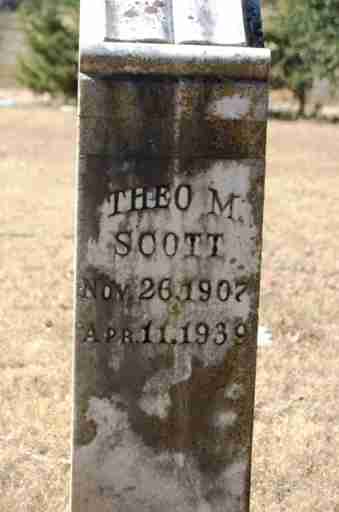 THEO M.
SCOTT
NOV. 26, 1907
APR. 11, 1939